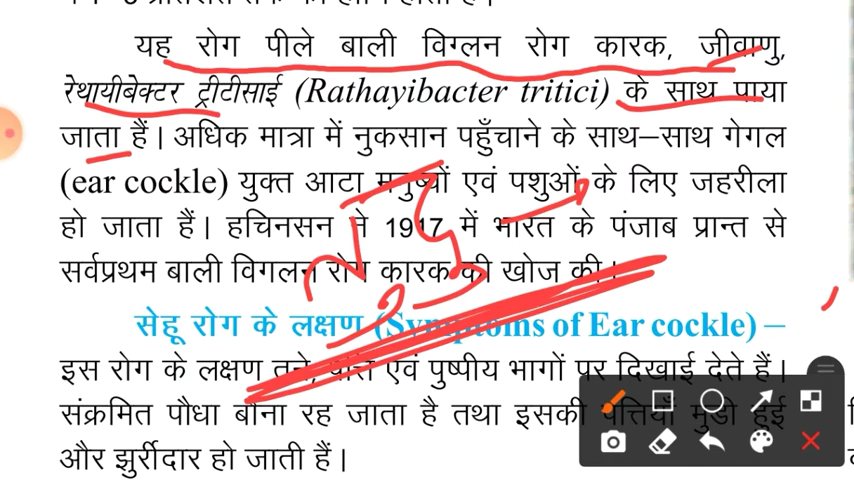 यह रोग पीले बाली विग्लन रोग कारक, जीवाणु,
रेथायीबेक्टर ट्रीटीसाई (Rathayibacter tritici) के साथ पाया
जाता हैं। अधिक मात्रा में नुकसान पहुँचाने के साथ–साथ गेगल
(ear cockle) युक्त आटा मनुष्यों एवं पशुओं के लिए जहरीला
हो जाता हैं। हचिनसन ने 1917 में भारत के पंजाब प्रान्त से
सर्वप्रथम बाली विगलन रोग कारक की खोज की।
सेहू रोग के लक्षण (Symptoms of Ear cockle) –
इस रोग के लक्षण तने, पत्ति एवं पुष्पीय भागों पर दिखाई देते हैं।
संक्रमित पौधा बौना रह जाता है तथा इसकी पत्तियाँ मुडी हुई
और झुर्रीदार हो जाती हैं।